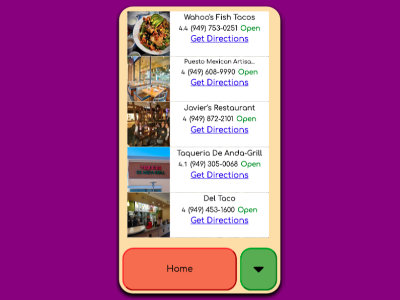 Wahoo's Fish Tacos
4.4 (949) 753-0251 Open
Get Directions
Puesto Mexican Artisa...
4 (949) 608-9990 Open
Get Directions
Javier's Restaurant
4 (949) 872-2101 Open
Get Directions
Taqueria De Anda-Grill
4.1 (949) 305-0068 Open
Get Directions
Del Taco
4 (949) 453-1600 Open
Get Directions
Home